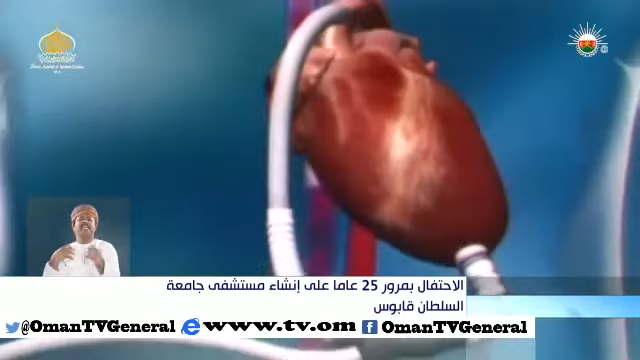 الاحتفال بمرور 25 عاما على إنشاء مستشفى جامعة
السلطان قابوس
@OmanTVGeneral www.tv.om OmanTVGeneral